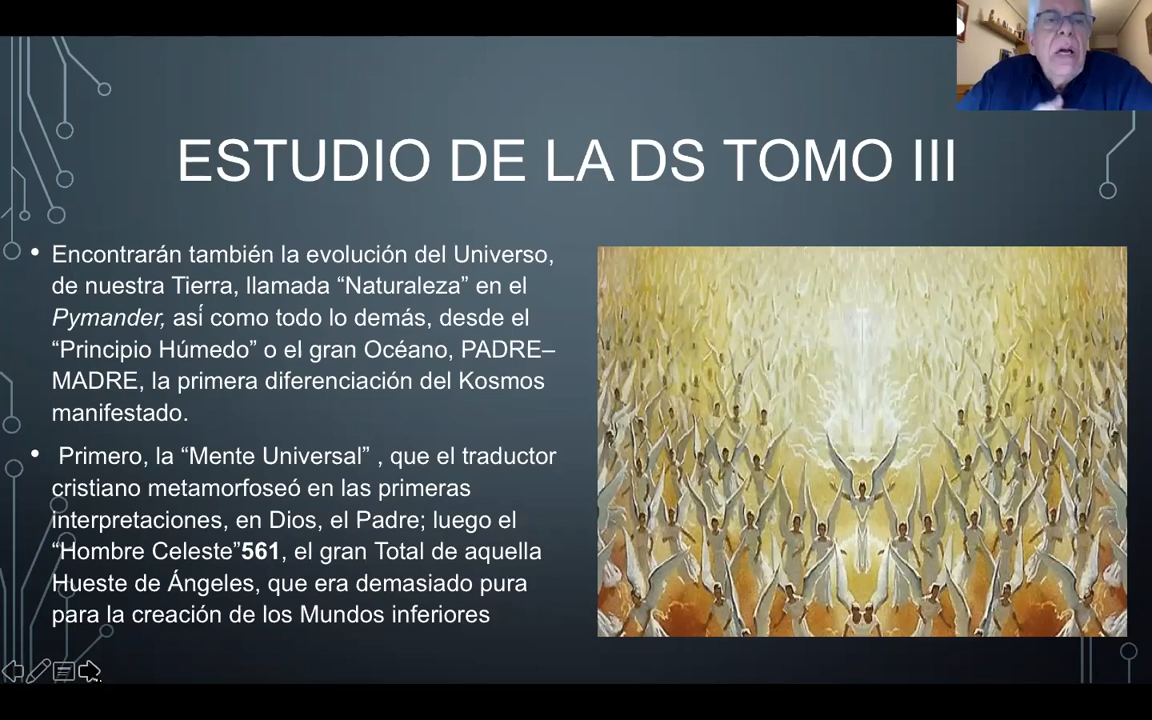 ESTUDIO DE LA DS TOMO III
• Encontrarán también la evolución del Universo,
de nuestra Tierra, llamada “Naturaleza” en el
Pymander, así como todo lo demás, desde el
“Principio Húmedo” o el gran Océano, PADRE–
MADRE, la primera diferenciación del Kosmos
manifestado.
• Primero, la “Mente Universal” , que el traductor
cristiano metamorfoseó en las primeras
interpretaciones, en Dios, el Padre; luego el
“Hombre Celeste”561, el gran Total de aquella
Hueste de Ángeles, que era demasiado pura
para la creación de los Mundos inferiores